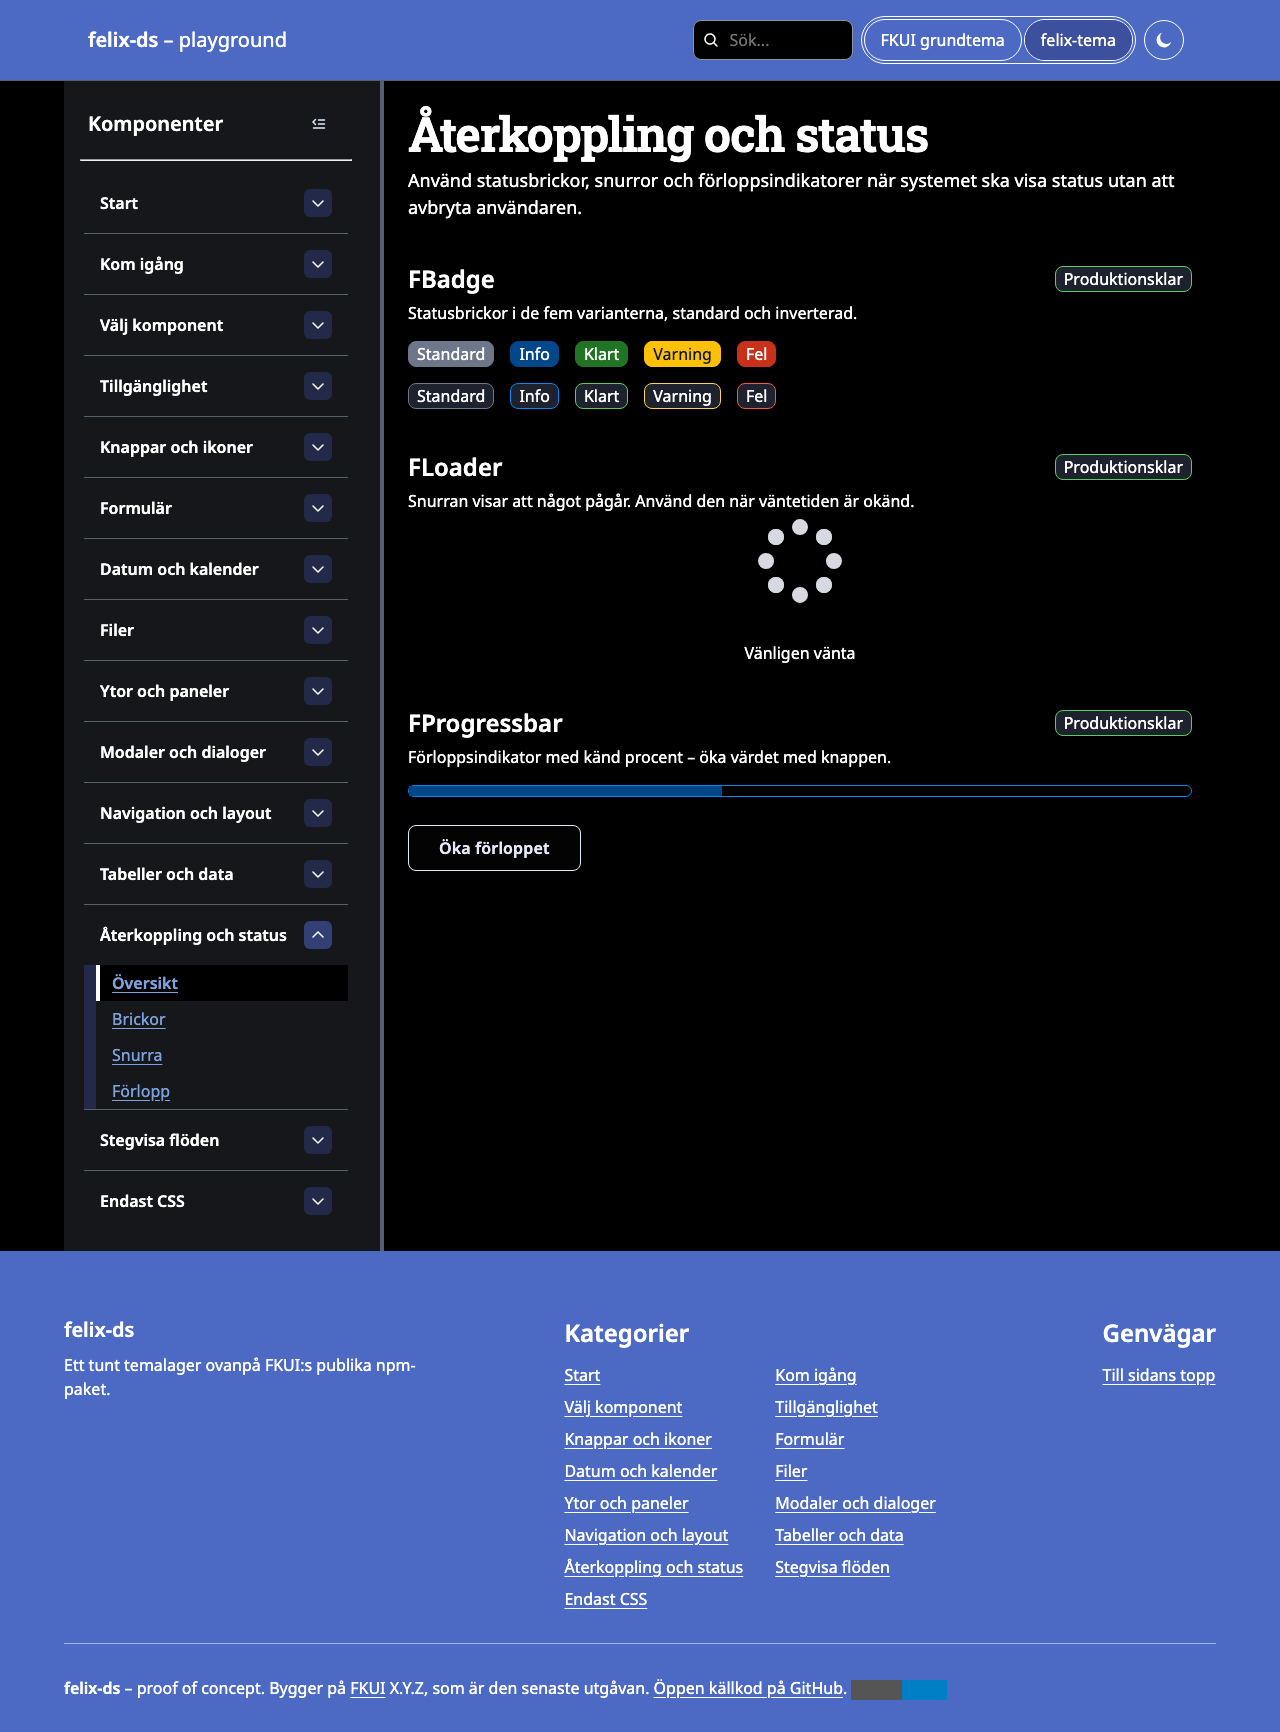 felix-ds – playground
Sök...
FKUI grundtema
felix-tema
Komponenter
Start
Kom igång
Välj komponent
Tillgänglighet
Knappar och ikoner
Formulär
Datum och kalender
Filer
Ytor och paneler
Modaler och dialoger
Navigation och layout
Tabeller och data
Återkoppling och status
Översikt
Brickor
Snurra
Förlopp
Stegvisa flöden
Endast CSS
Återkoppling och status
Använd statusbrickor, snurror och förloppsindikatorer när systemet ska visa status utan att
avbryta användaren.
FBadge
Produktionsklar
Statusbrickor i de fem varianterna, standard och inverterad.
Standard Info Klart Varning Fel
Standard Info Klart Varning Fel
FLoader
Produktionsklar
Snurran visar att något pågår. Använd den när väntetiden är okänd.
Vänligen vänta
FProgressbar
Produktionsklar
Förloppsindikator med känd procent – öka värdet med knappen.
Öka förloppet
felix-ds
Ett tunt temalager ovanpå FKUI:s publika npm-
paket.
Kategorier
Start
Kom igång
Välj komponent
Tillgänglighet
Knappar och ikoner
Formulär
Datum och kalender
Filer
Ytor och paneler
Modaler och dialoger
Navigation och layout
Tabeller och data
Återkoppling och status
Stegvisa flöden
Endast CSS
Genvägar
Till sidans topp
felix-ds – proof of concept. Bygger på FKUI X.Y.Z, som är den senaste utgåvan. Öppen källkod på GitHub.